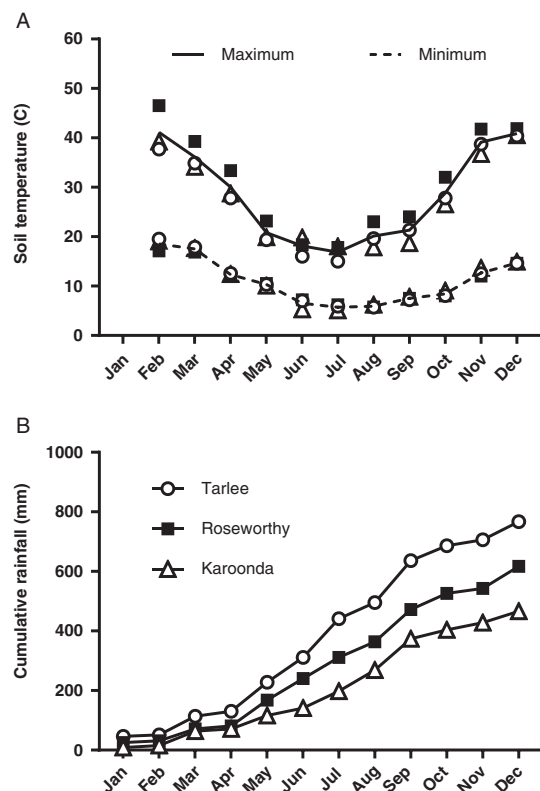 A
60
Maximum
Minimum
50
40
30
20
10
0
Soil temperature (C)
Jan
Feb
Mar
Apr
May
Jun
Jul
Aug
Sep
Oct
Nov
Dec
B
1000
Tarlee
800
Roseworthy
Karoonda
600
400
200
0
Cumulative rainfall (mm)
Jan
Feb
Mar
Apr
May
Jun
Jul
Aug
Sep
Oct
Nov
Dec